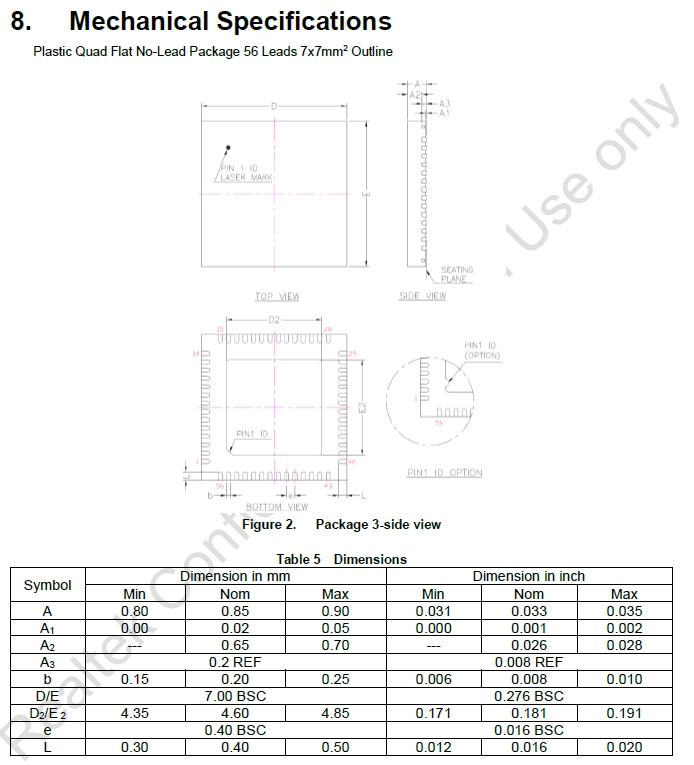 8. Mechanical Specifications
Plastic Quad Flat No-Lead Package 56 Leads 7x7mm² Outline
A
A2
A3
A1
D
PIN 1 ID
LASER MARK
E
SEATING
PLANE
TOP VIEW
SIDE VIEW
D2
15
28
14
29
E2
PIN1 ID
1
42
56
43
L
b
e
L
BOTTOM VIEW
PIN1 ID
(OPTION)
1
56
PIN1 ID OPTION
Figure 2. Package 3-side view
Table 5 Dimensions
Symbol Dimension in mm Dimension in inch
Min Nom Max Min Nom Max
A 0.80 0.85 0.90 0.031 0.033 0.035
A1 0.00 0.02 0.05 0.000 0.001 0.002
A2 --- 0.65 0.70 --- 0.026 0.028
A3 0.2 REF 0.008 REF
b 0.15 0.20 0.25 0.006 0.008 0.010
D/E 7.00 BSC 0.276 BSC
D2/E2 4.35 4.60 4.85 0.171 0.181 0.191
e 0.40 BSC 0.016 BSC
L 0.30 0.40 0.50 0.012 0.016 0.020
Realtek Confi
Use only